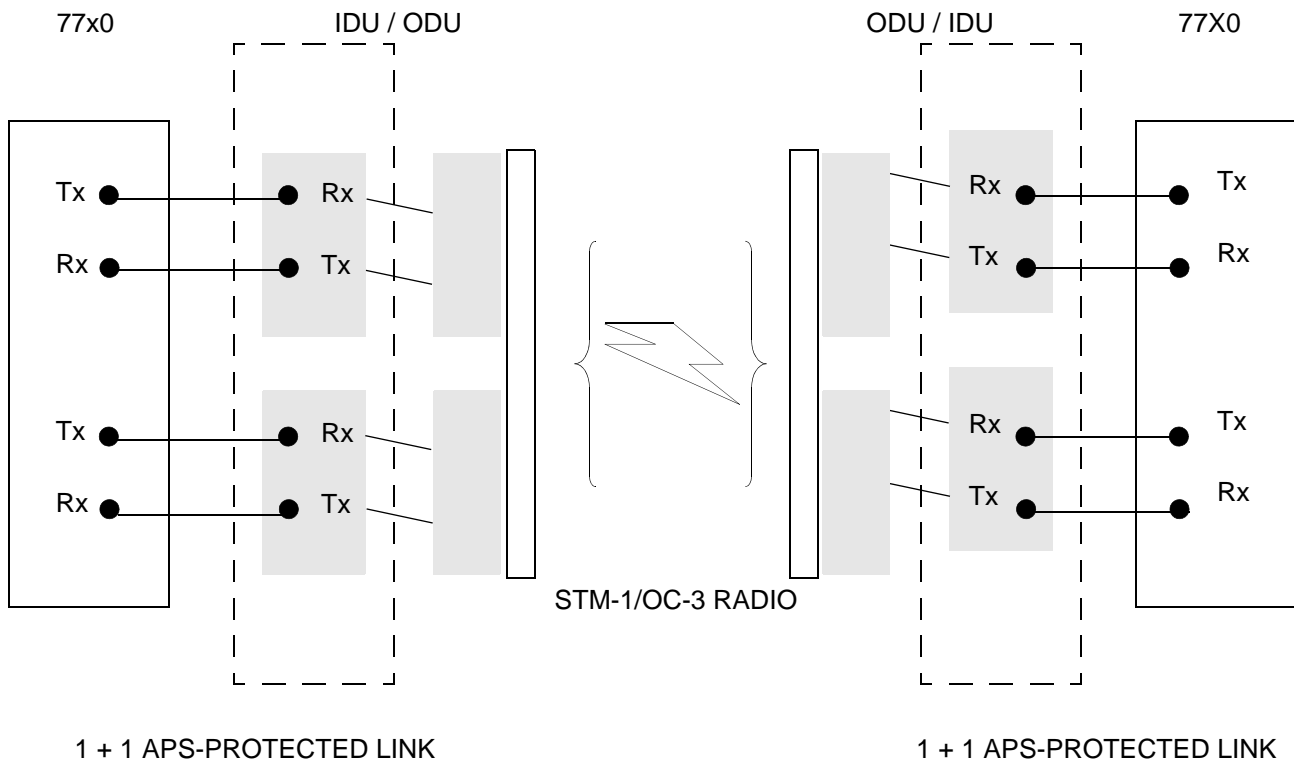 77x0 IDU / ODU ODU / IDU 77X0
Tx Rx Rx Tx
Rx Tx Tx Rx
Tx Rx Rx Tx
Rx Tx Tx Rx
STM-1/OC-3 RADIO
1 + 1 APS-PROTECTED LINK 1 + 1 APS-PROTECTED LINK